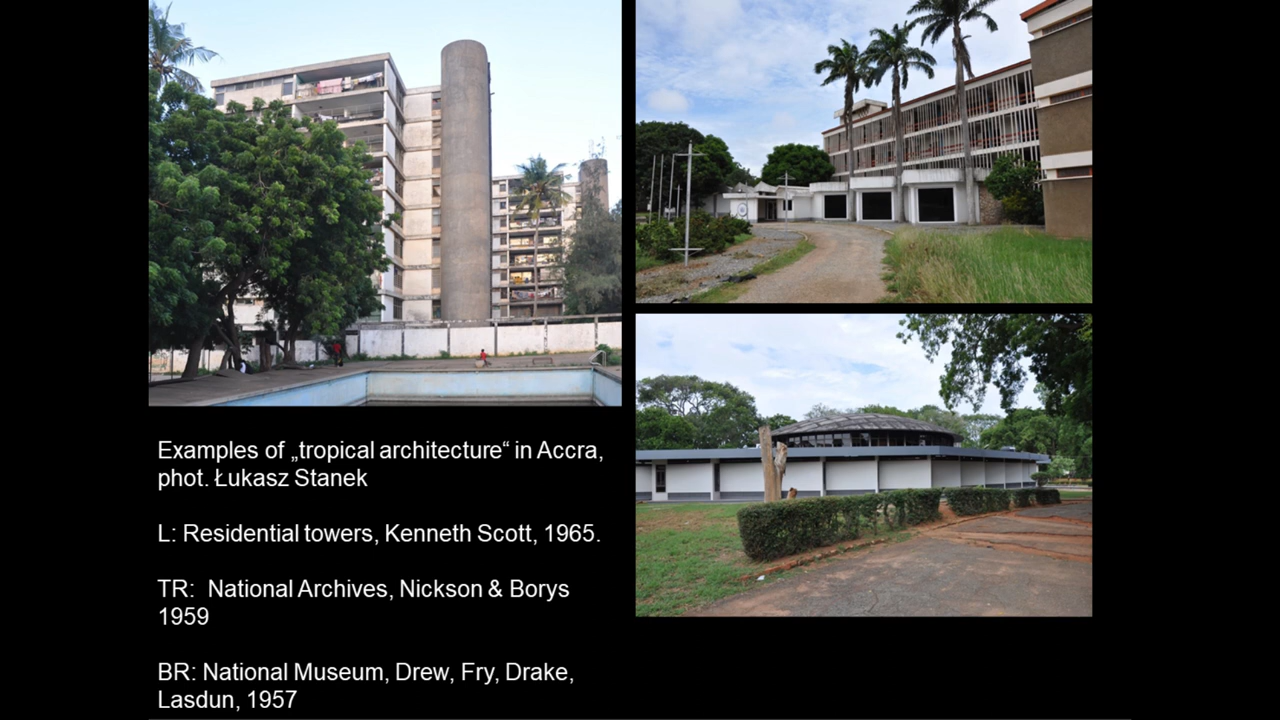 Examples of „tropical architecture“ in Accra,
phot. Łukasz Stanek
L: Residential towers, Kenneth Scott, 1965.
TR:  National Archives, Nickson & Borys
1959
BR: National Museum, Drew, Fry, Drake,
Lasdun, 1957